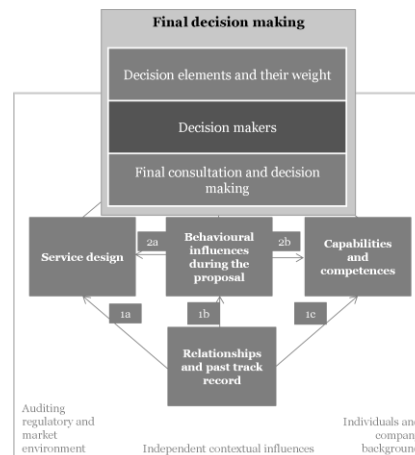 Final decision making
Decision elements and their weight
Decision makers
Final consultation and decision
making
2a
2b
Service design
Behavioural
influences
during the
proposal
Capabilities
and
competences
1a
1b
1c
Relationships
and past track
record
Auditing
regulatory and
market
environment
Independent contextual influences
Individuals and
company
background